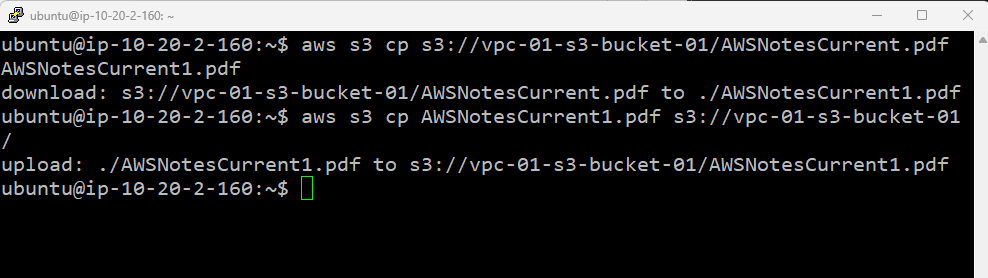 ubuntu@ip-10-20-2-160: ~
ubuntu@ip-10-20-2-160:~$ aws s3 cp s3://vpc-01-s3-bucket-01/AWSNotesCurrent.pdf
AWSNotesCurrent1.pdf
download: s3://vpc-01-s3-bucket-01/AWSNotesCurrent.pdf to ./AWSNotesCurrent1.pdf
ubuntu@ip-10-20-2-160:~$ aws s3 cp AWSNotesCurrent1.pdf s3://vpc-01-s3-bucket-01
/
upload: ./AWSNotesCurrent1.pdf to s3://vpc-01-s3-bucket-01/AWSNotesCurrent1.pdf
ubuntu@ip-10-20-2-160:~$